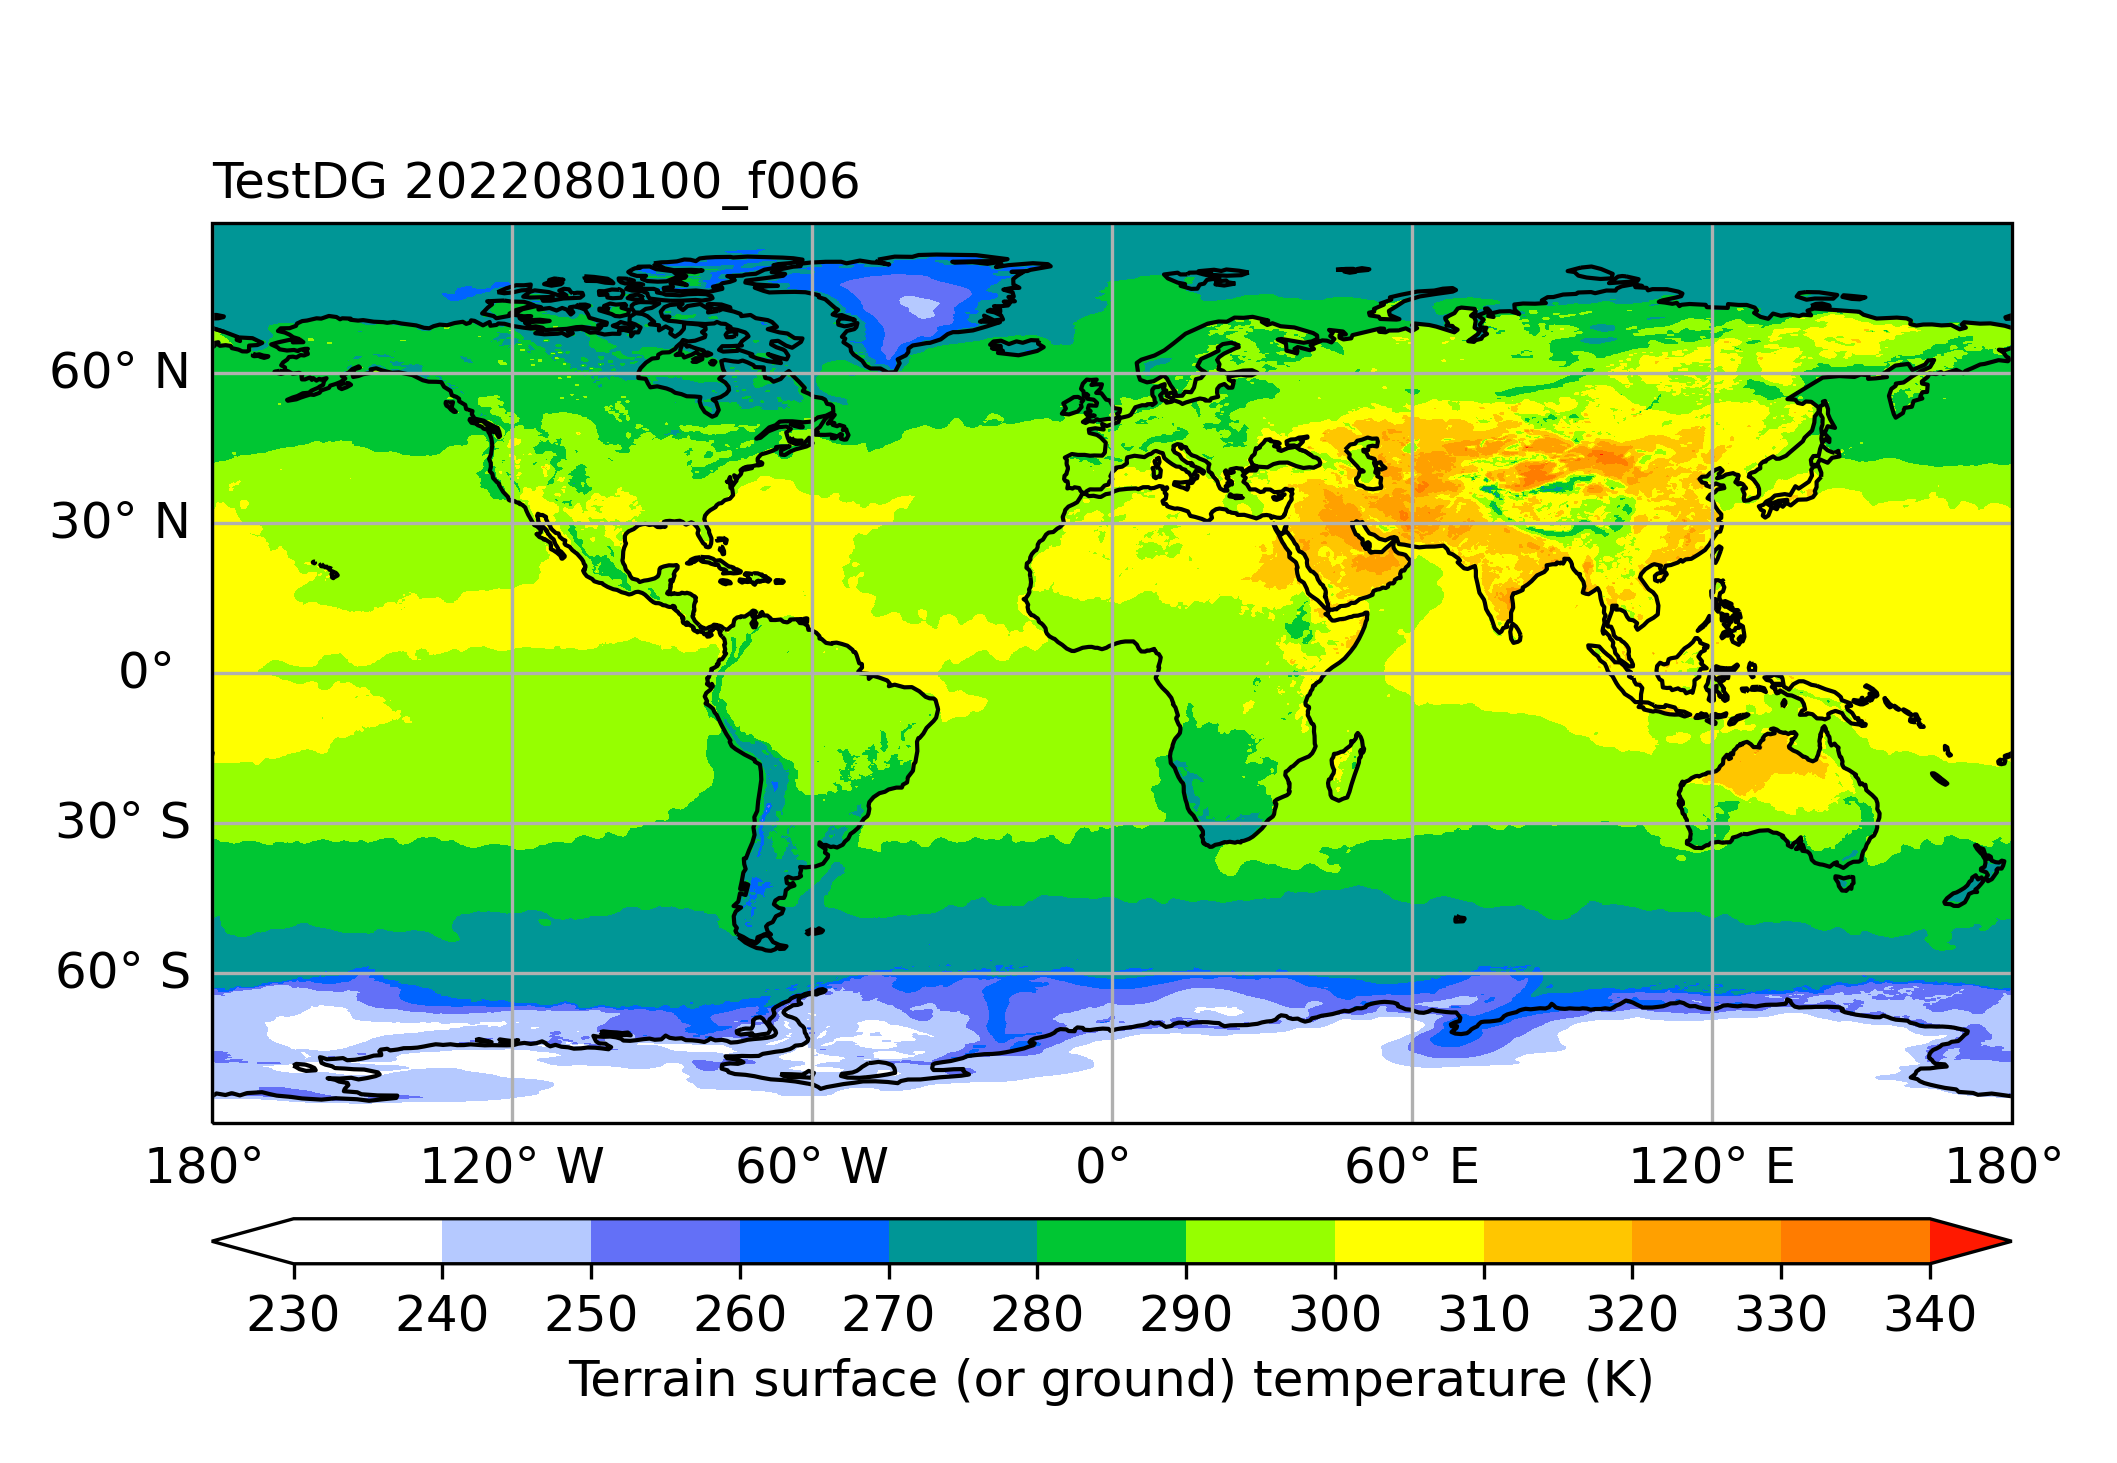 TestDG 2022080100_f006
60° N
30° N
0°
30° S
60° S
180° 120° W 60° W 0° 60° E 120° E 180°
230 240 250 260 270 280 290 300 310 320 330 340
Terrain surface (or ground) temperature (K)